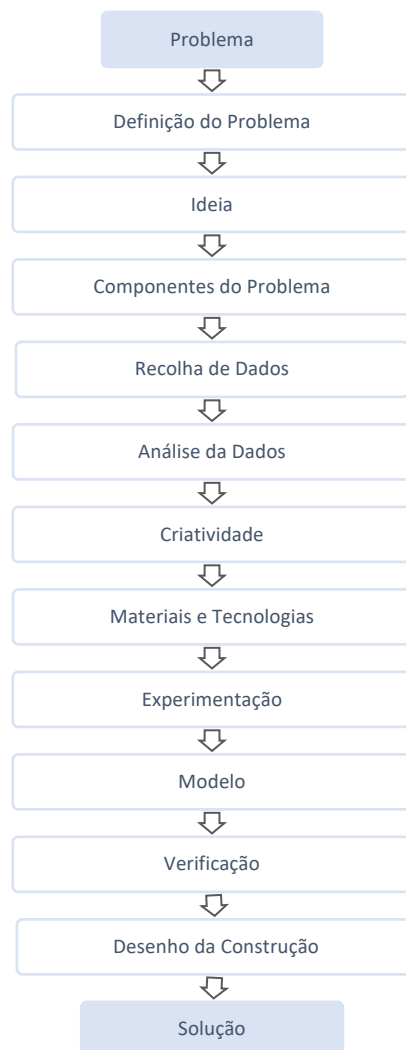 Problema
Definição do Problema
Ideia
Componentes do Problema
Recolha de Dados
Análise da Dados
Criatividade
Materiais e Tecnologias
Experimentação
Modelo
Verificação
Desenho da Construção
Solução